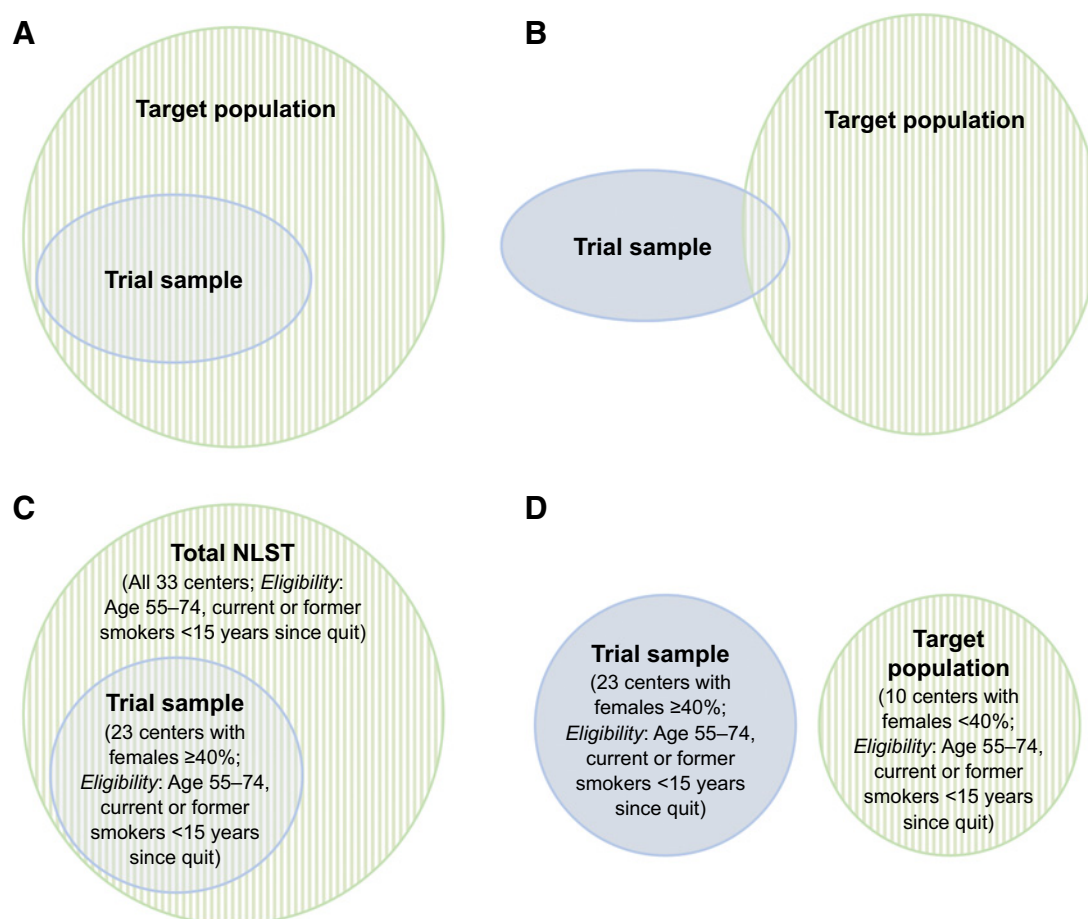 A
Target population
Trial sample
B
Target population
Trial sample
C
Total NLST
(All 33 centers; Eligibility:
Age 55–74, current or former
smokers <15 years since quit)
Trial sample
(23 centers with
females ≥40%;
Eligibility: Age 55–74,
current or former
smokers <15 years
since quit)
D
Trial sample
(23 centers with
females ≥40%;
Eligibility: Age 55–74,
current or former
smokers <15 years
since quit)
Target
population
(10 centers with
females <40%;
Eligibility: Age 55–74,
current or former
smokers <15 years
since quit)